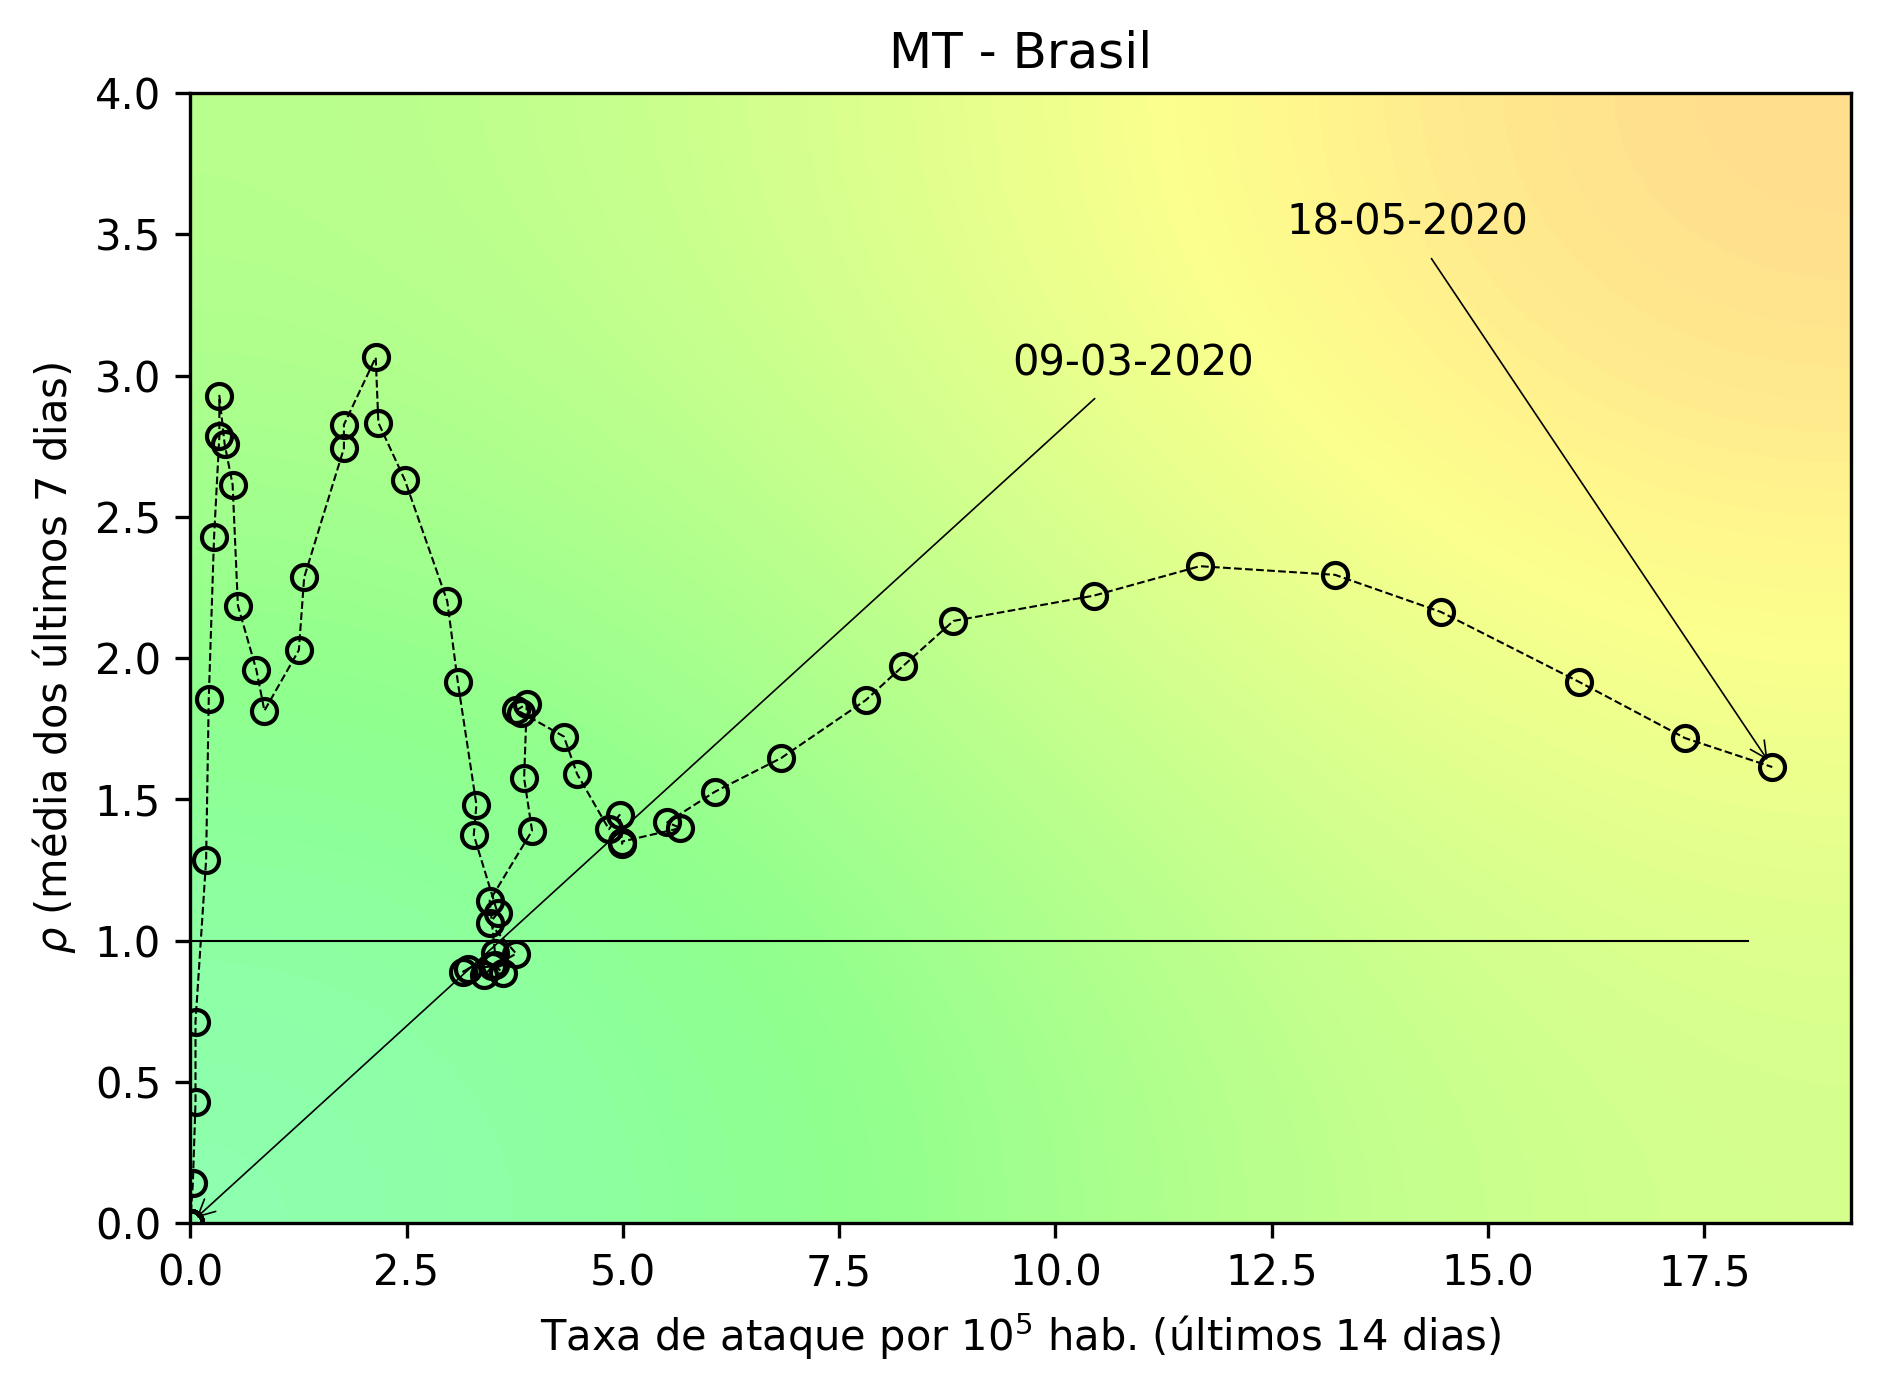 MT - Brasil
4.0
3.5
3.0
2.5
2.0
1.5
1.0
0.5
0.0
ρ (média dos últimos 7 dias)
18-05-2020
09-03-2020
0.0 2.5 5.0 7.5 10.0 12.5 15.0 17.5
Taxa de ataque por 10⁵ hab. (últimos 14 dias)